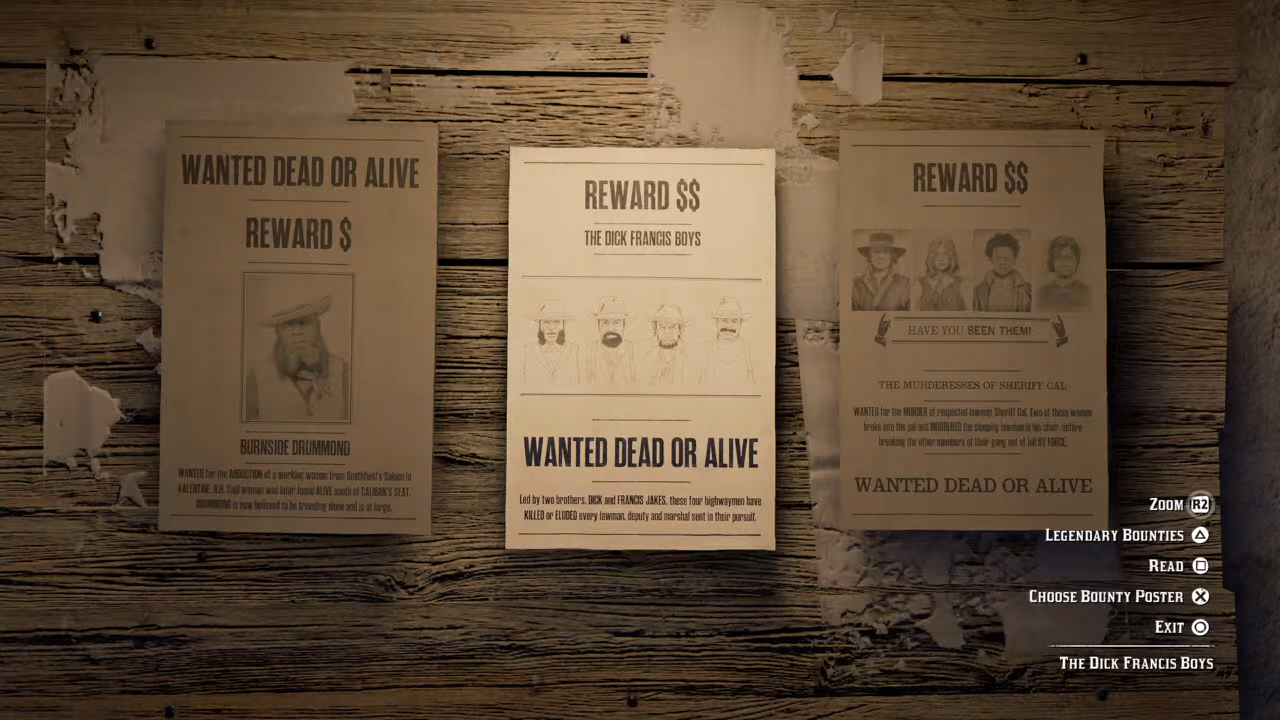 WANTED DEAD OR ALIVE
REWARD $
BURNSIDE DRUMMOND
WANTED for the ABDUCTION of a working woman from Smithfield's Saloon in
VALENTINE, N.H. Said woman was later found ALIVE south of CALIBAN'S SEAT.
DRUMMOND is now believed to be traveling alone and is at large.
REWARD $$
THE DICK FRANCIS BOYS
WANTED DEAD OR ALIVE
Led by two brothers, DICK and FRANCIS JAKES, these four highwaymen have
KILLED or ELUDED every lawman, deputy and marshal sent in their pursuit.
REWARD $$
HAVE YOU SEEN THEM!
THE MURDERESSES OF SHERIFF CAL
WANTED for the MURDER of respected lawman Sheriff Cal. Two of these women
broke into the jail and MURDERED the sleeping lawman in his chair, before
breaking the other members of their gang out of jail BY FORCE.
WANTED DEAD OR ALIVE
ZOOM R2
LEGENDARY BOUNTIES
READ
CHOOSE BOUNTY POSTER
EXIT
THE DICK FRANCIS BOYS